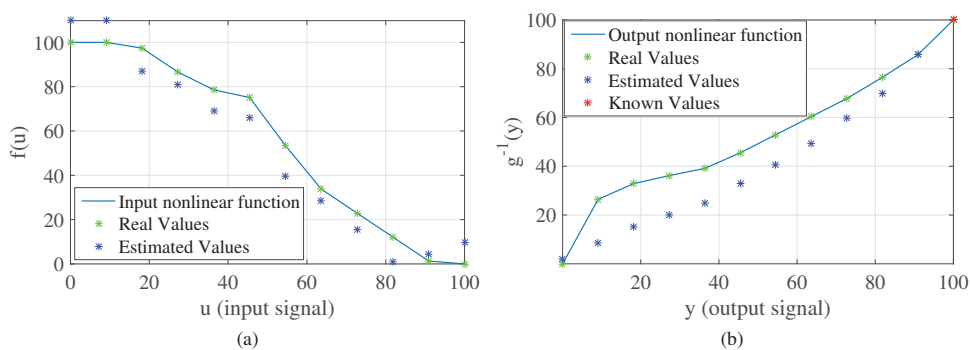 f(u)
100
80
60
40
20
0
Input nonlinear function
Real Values
Estimated Values
0 20 40 60 80 100
u (input signal)
(a)
g⁻¹(y)
100
80
60
40
20
Output nonlinear function
Real Values
Estimated Values
Known Values
20 40 60 80 100
y (output signal)
(b)